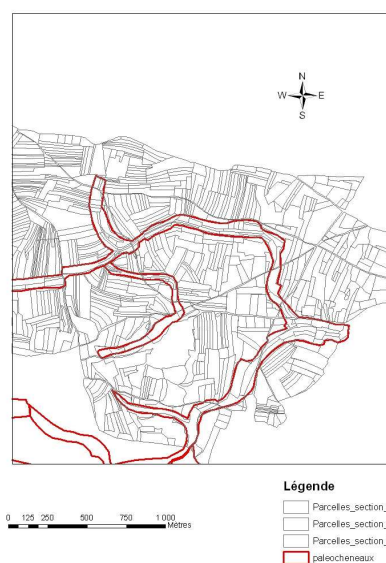 N
W E
S
Légende
Parcelles_section_
Parcelles_section_
Parcelles_section_
paleocheneaux
0 125 250 500 750 1 000
Mètres